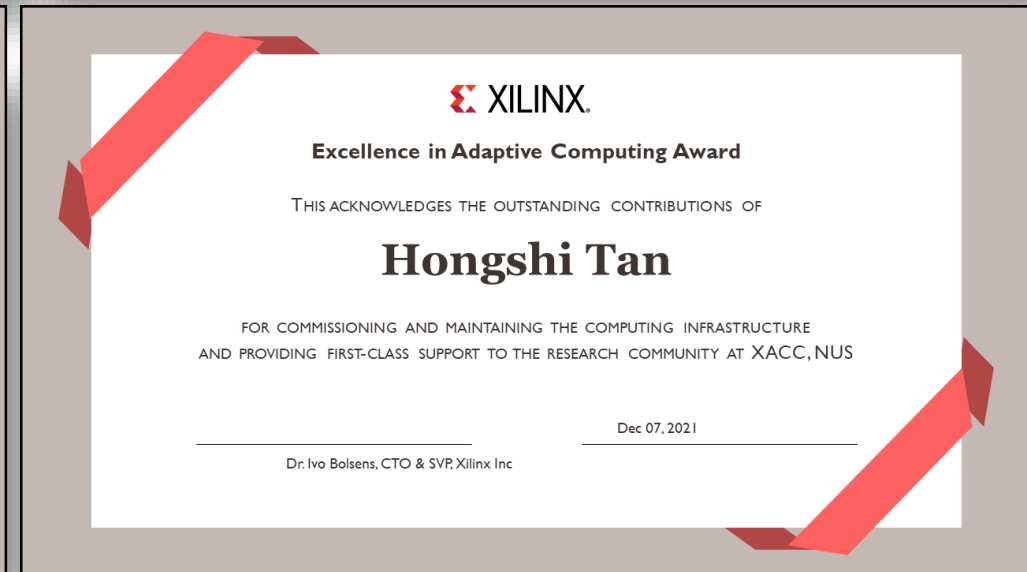 XILINX®
Excellence in Adaptive Computing Award
THIS ACKNOWLEDGES THE OUTSTANDING CONTRIBUTIONS OF
Hongshi Tan
FOR COMMISSIONING AND MAINTAINING THE COMPUTING INFRASTRUCTURE
AND PROVIDING FIRST-CLASS SUPPORT TO THE RESEARCH COMMUNITY AT XACC, NUS
Dec 07, 2021
Dr. Ivo Bolsens, CTO & SVP, Xilinx Inc